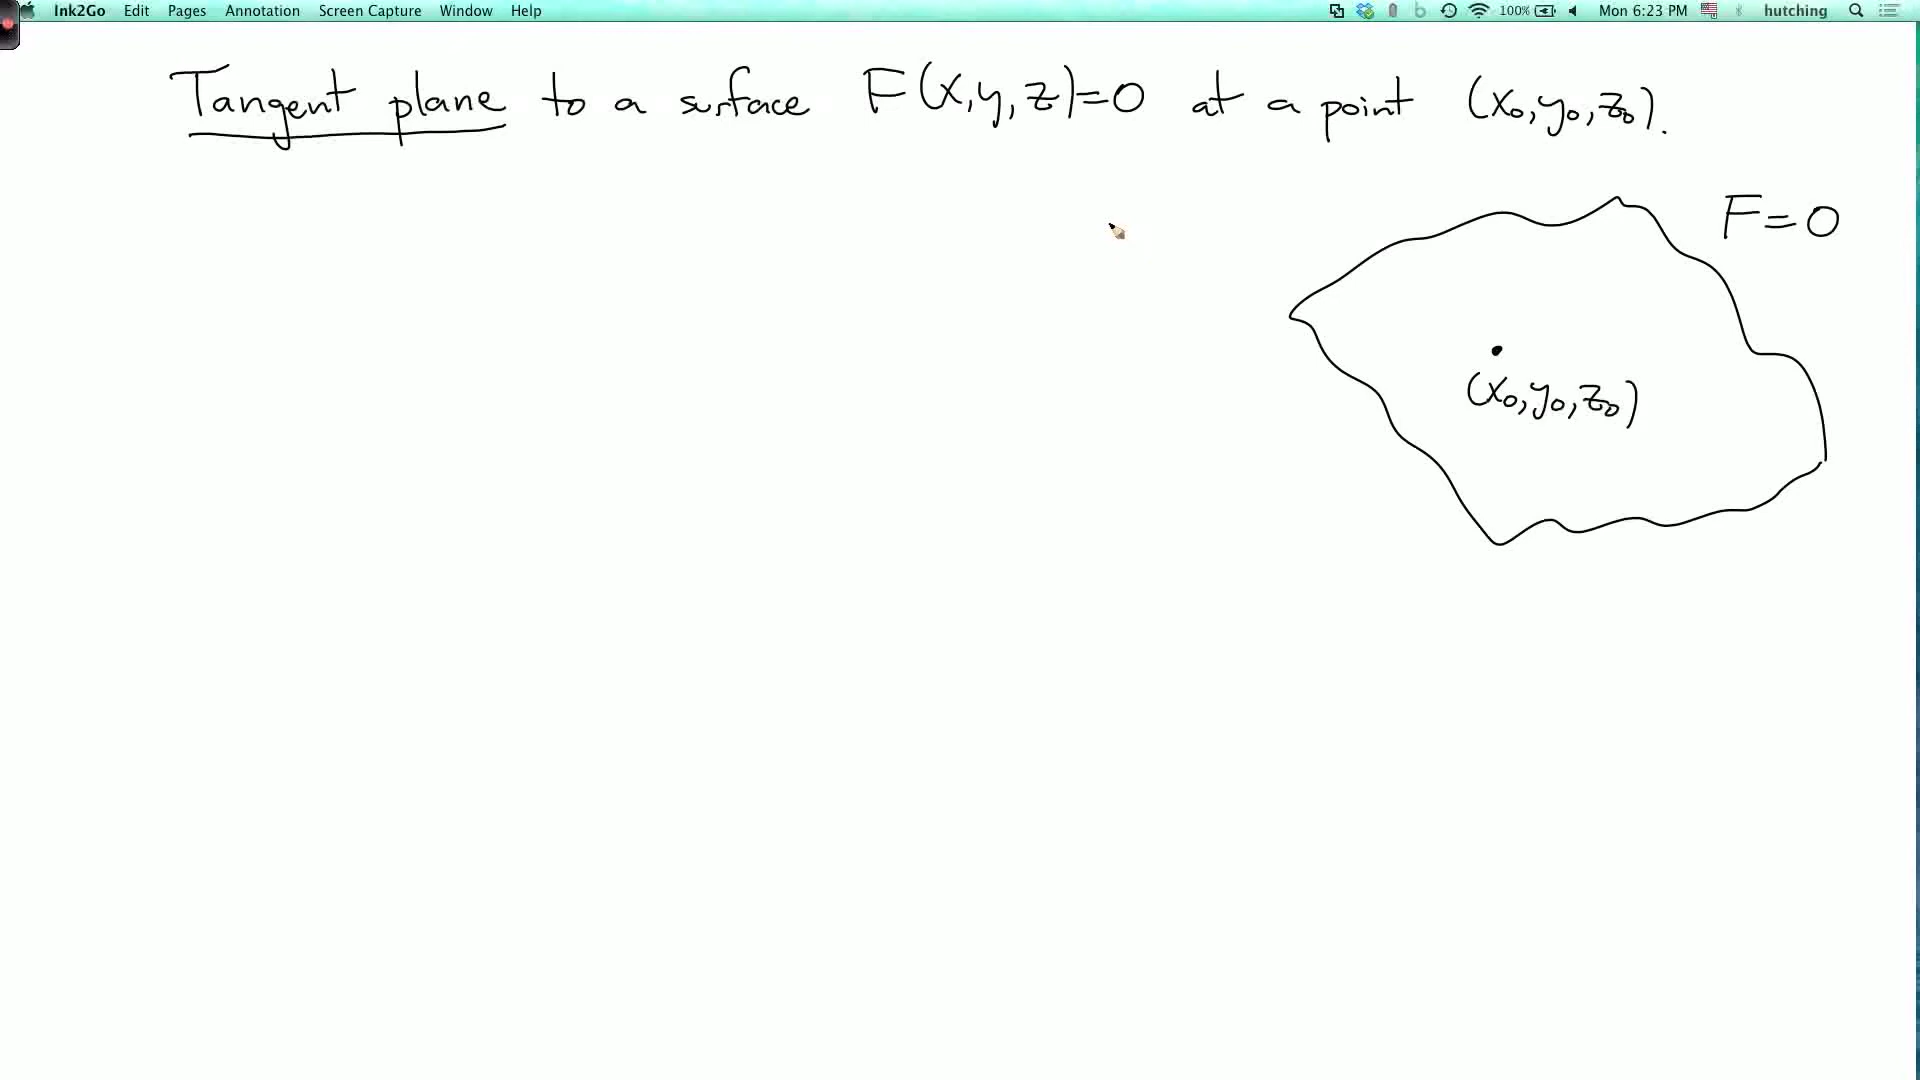 Ink2Go Edit Pages Annotation Screen Capture Window Help 100% Mon 6:23 PM hutching
Tangent plane to a surface F(x,y,z)=0 at a point (x₀,y₀,z₀).
F=0
(x₀,y₀,z₀)